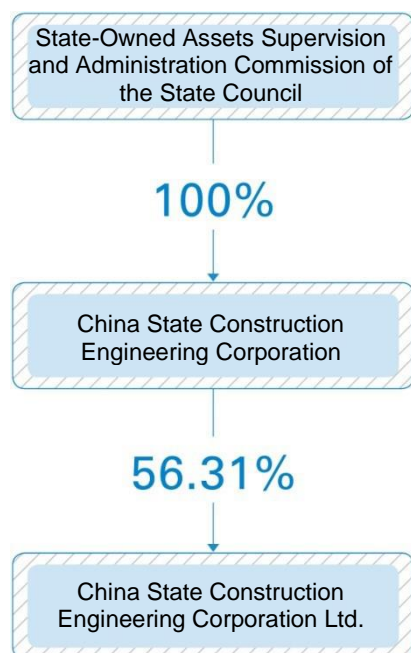 State-Owned Assets Supervision
and Administration Commission of
the State Council
100%
China State Construction
Engineering Corporation
56.31%
China State Construction
Engineering Corporation Ltd.